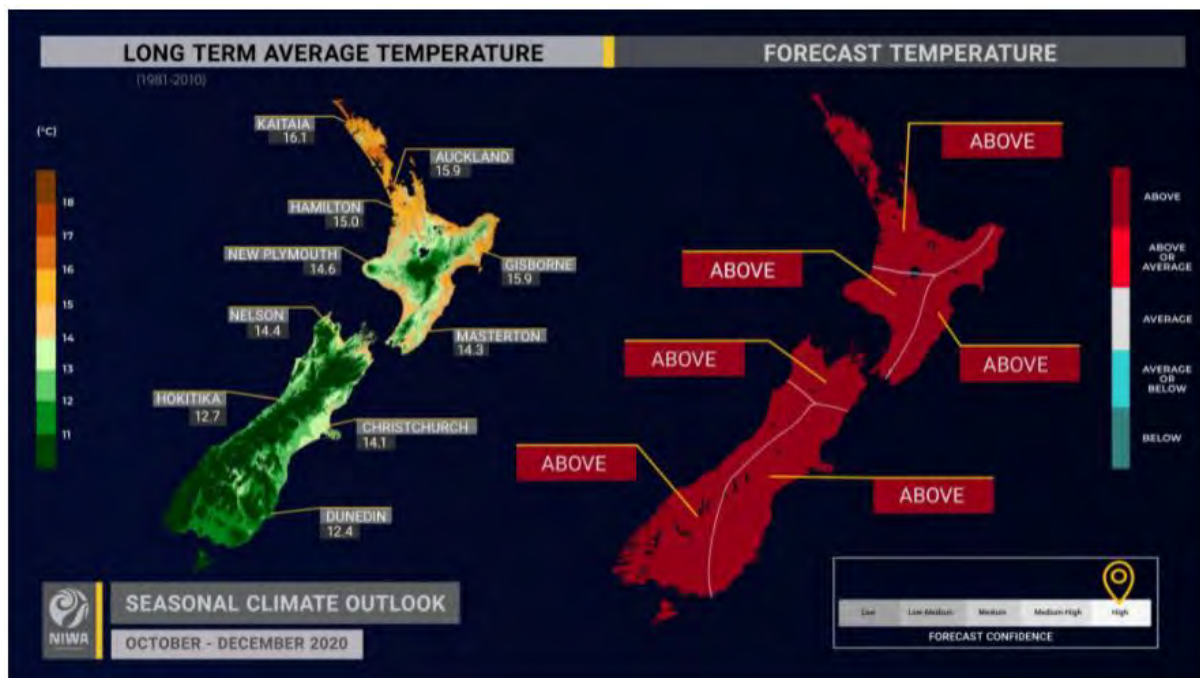 LONG TERM AVERAGE TEMPERATURE
(1981-2010)
(°C)
18
17
16
15
14
13
12
11
KAITAIA
16.1
AUCKLAND
15.9
HAMILTON
15.0
NEW PLYMOUTH
14.6
GISBORNE
15.9
NELSON
14.4
MASTERTON
14.3
HOKITIKA
12.7
CHRISTCHURCH
14.1
DUNEDIN
12.4
NIWA
SEASONAL CLIMATE OUTLOOK
OCTOBER - DECEMBER 2020
FORECAST TEMPERATURE
ABOVE
ABOVE
ABOVE
ABOVE
ABOVE
ABOVE
ABOVE
ABOVE
OR
AVERAGE
AVERAGE
AVERAGE
OR
BELOW
BELOW
Low
Low-Medium
Medium
Medium-High
High
FORECAST CONFIDENCE